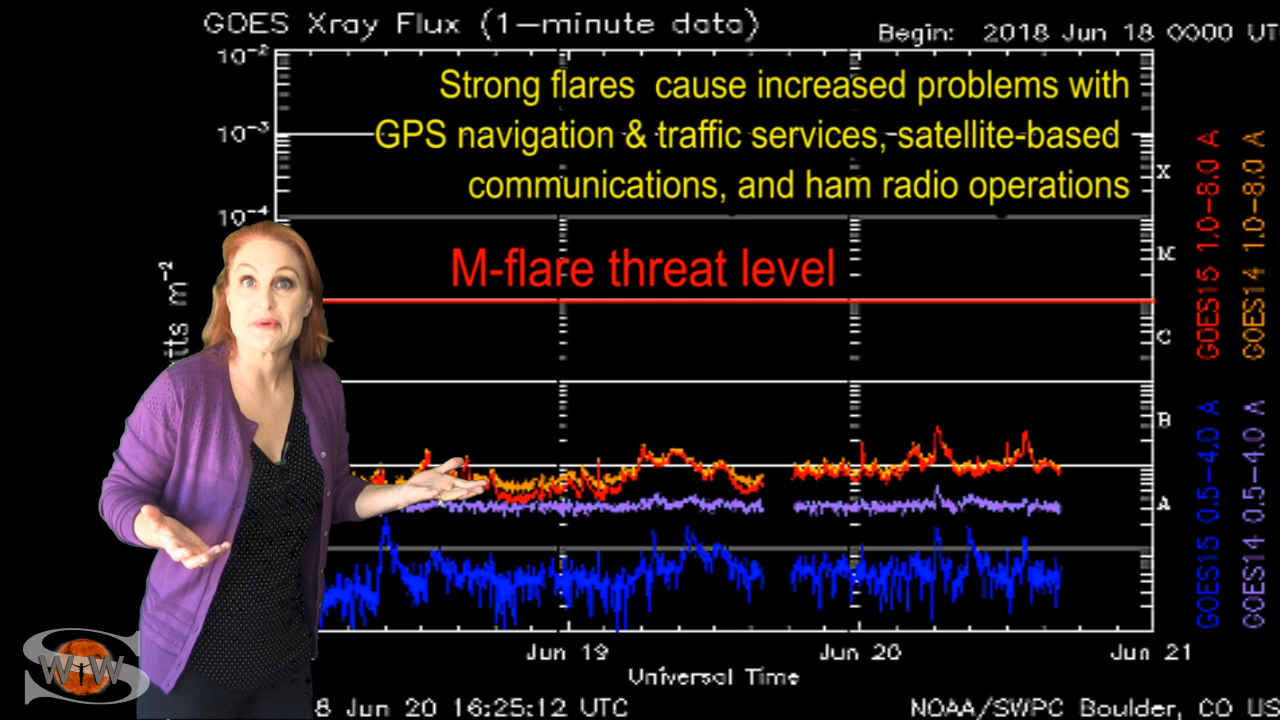 GOES Xray Flux (1-minute data)
Begin: 2018 Jun 18 0000 UT
10⁻²
Strong flares cause increased problems with
10⁻³
GPS navigation & traffic services, satellite-based
communications, and ham radio operations
X
10⁻⁴
M-flare threat level
M
m⁻²
C
B
A
GOES15 1.0-8.0 A
GOES14 1.0-8.0 A
GOES15 0.5-4.0 A
GOES14 0.5-4.0 A
Jun 19
Jun 20
Jun 21
Universal Time
S
WTW
8 Jun 20 16:25:12 UTC
NOAA/SWPC Boulder, CO US